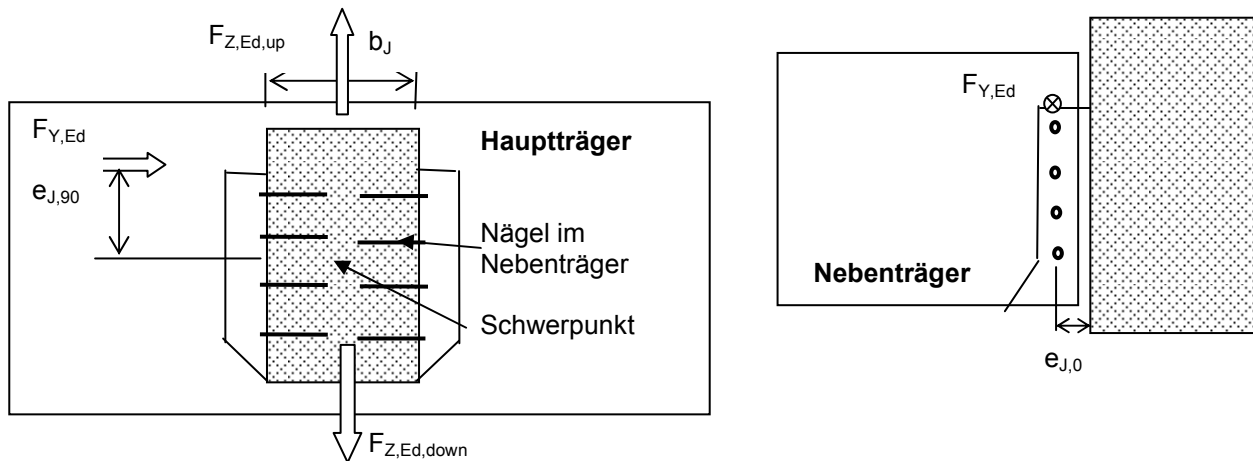 F_Z,Ed,up
b_J
F_Y,Ed
Hauptträger
e_J,90
Nägel im
Nebenträger
Schwerpunkt
F_Z,Ed,down
F_Y,Ed
Nebenträger
e_J,0